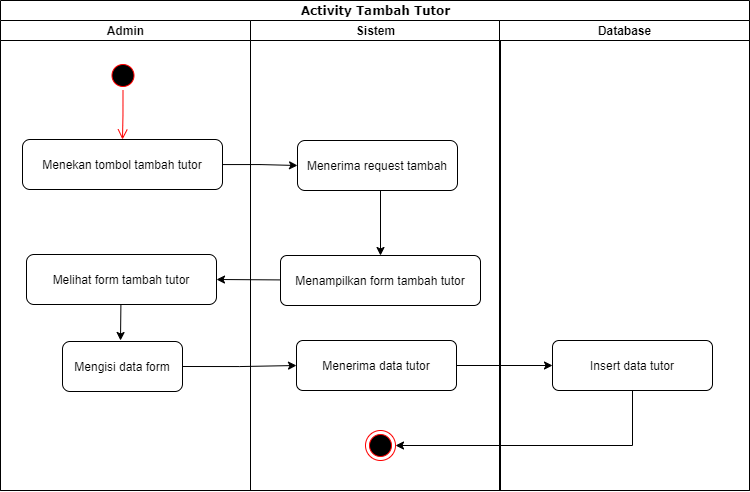 Activity Tambah Tutor
Admin
Sistem
Database
Menekan tombol tambah tutor
Menerima request tambah
Melihat form tambah tutor
Menampilkan form tambah tutor
Mengisi data form
Menerima data tutor
Insert data tutor